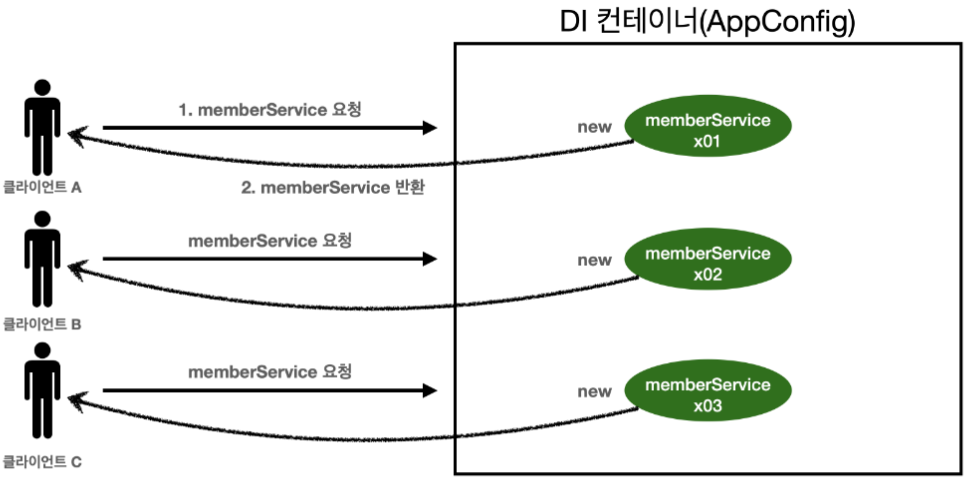 DI 컨테이너(AppConfig)
1. memberService 요청
new
memberService
x01
클라이언트 A
2. memberService 반환
memberService 요청
new
memberService
x02
클라이언트 B
memberService 요청
new
memberService
x03
클라이언트 C